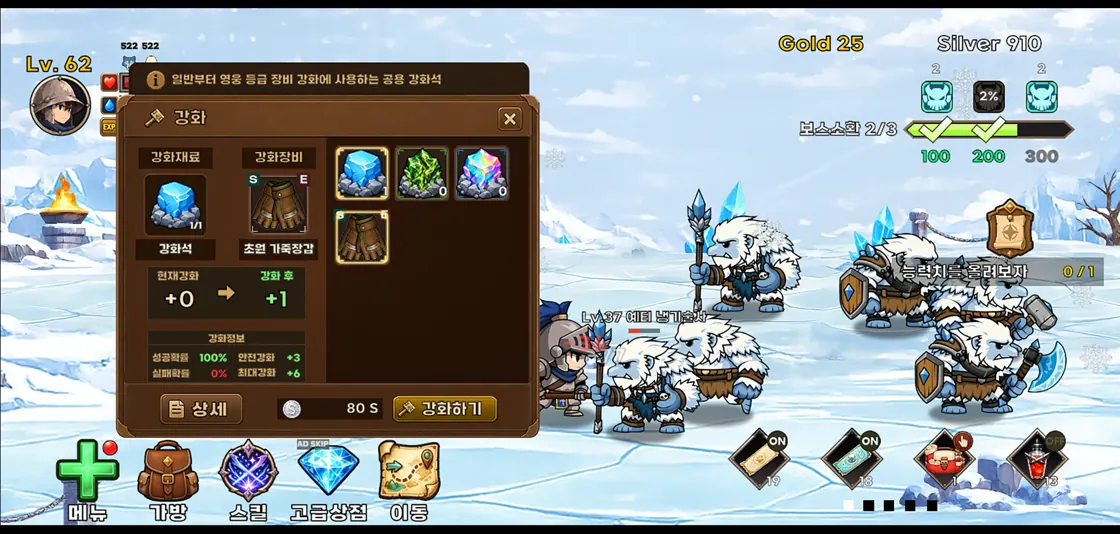 522 522
Lv. 62
EXP
일반부터 영웅 등급 장비 강화에 사용하는 공용 강화석
강화
강화재료
강화장비
1/1
S E
강화석
초원 가죽장갑
1
0
0
S E
현재강화
강화 후
+0
+1
강화정보
성공확률 100% 안전강화 +3
실패확률 0% 최대강화 +6
상세
80 S
강화하기
Gold 25
Silver 910
2
2%
2
보스소환 2/3
100 200 300
능력치를 올려보자 0 / 1
Lv.37 예티 냉기술사
ON
19
ON
18
1
OFF
13
AD SKIP
메뉴
가방
스킬
고급상점
이동